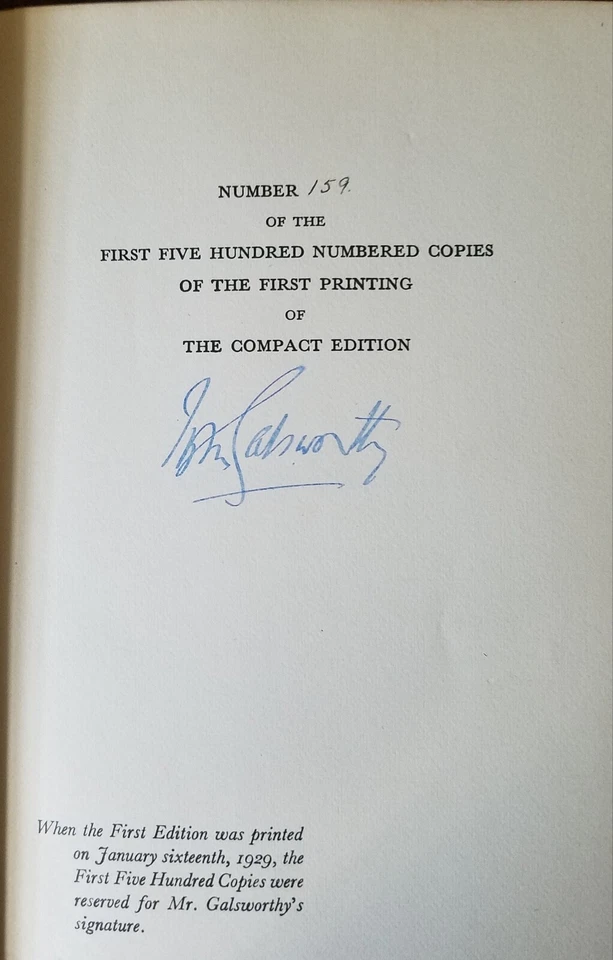 NUMBER 159.
OF THE
FIRST FIVE HUNDRED NUMBERED COPIES
OF THE FIRST PRINTING
OF
THE COMPACT EDITION
John Galsworthy
When the First Edition was printed
on January sixteenth, 1929, the
First Five Hundred Copies were
reserved for Mr. Galsworthy's
signature.